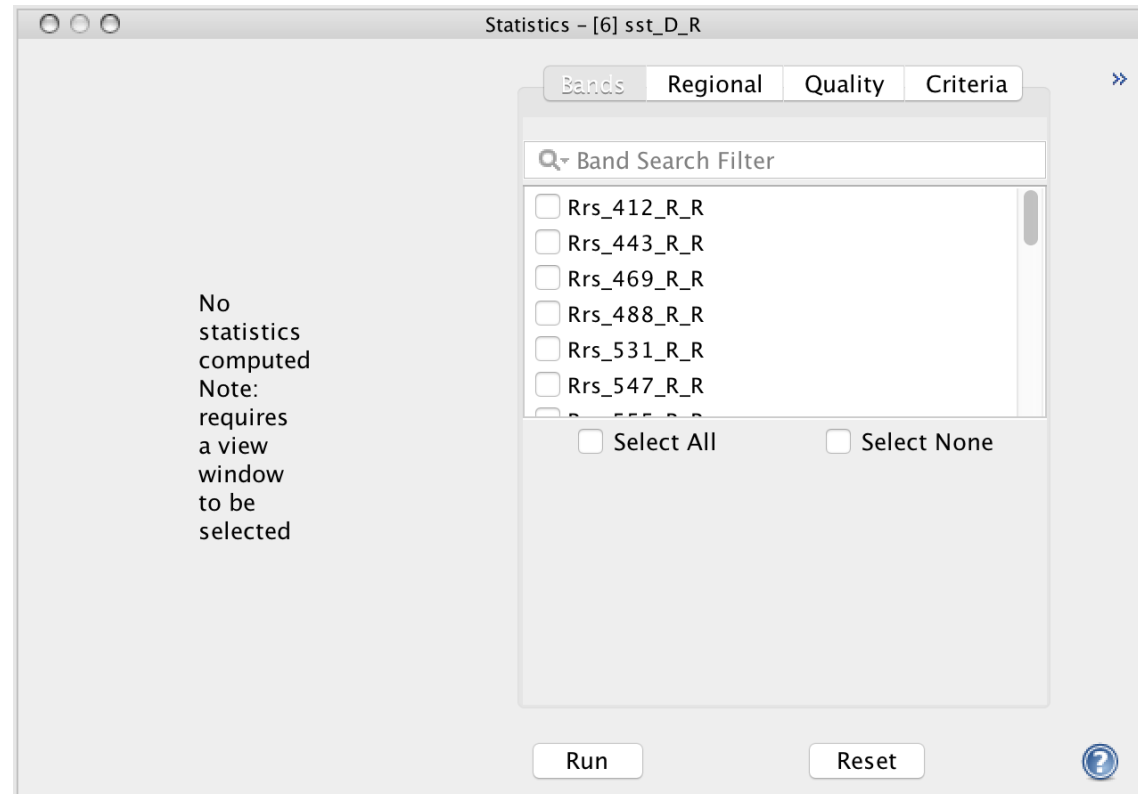 Statistics – [6] sst_D_R
Bands Regional Quality Criteria »
Band Search Filter
Rrs_412_R_R
Rrs_443_R_R
Rrs_469_R_R
Rrs_488_R_R
Rrs_531_R_R
Rrs_547_R_R
Select All Select None
No
statistics
computed
Note:
requires
a view
window
to be
selected
Run Reset ?